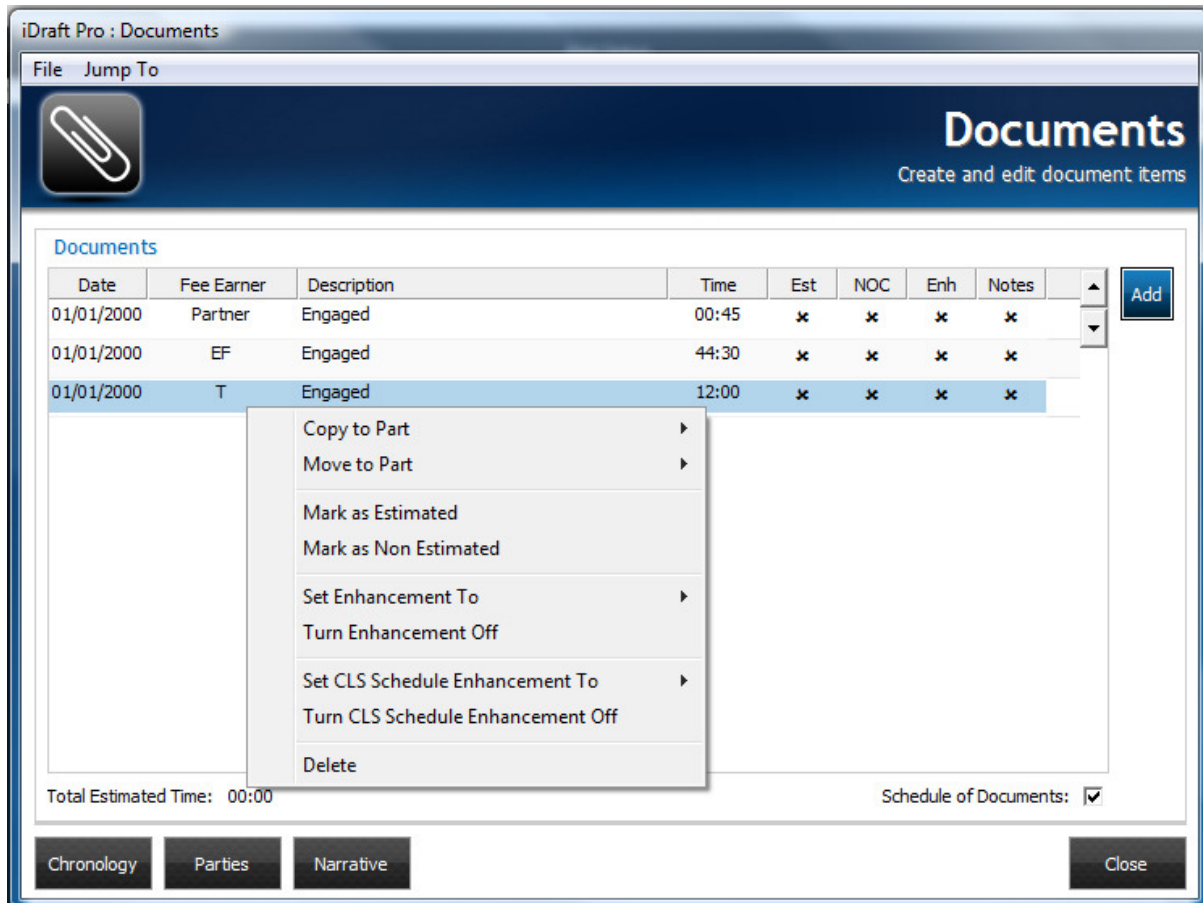 iDraft Pro : Documents
File Jump To
Documents
Create and edit document items
Documents
Date Fee Earner Description Time Est NOC Enh Notes
Add
01/01/2000 Partner Engaged 00:45
01/01/2000 EF Engaged 44:30
01/01/2000 T Engaged 12:00
Copy to Part
Move to Part
Mark as Estimated
Mark as Non Estimated
Set Enhancement To
Turn Enhancement Off
Set CLS Schedule Enhancement To
Turn CLS Schedule Enhancement Off
Delete
Total Estimated Time: 00:00 Schedule of Documents:
Chronology Parties Narrative Close